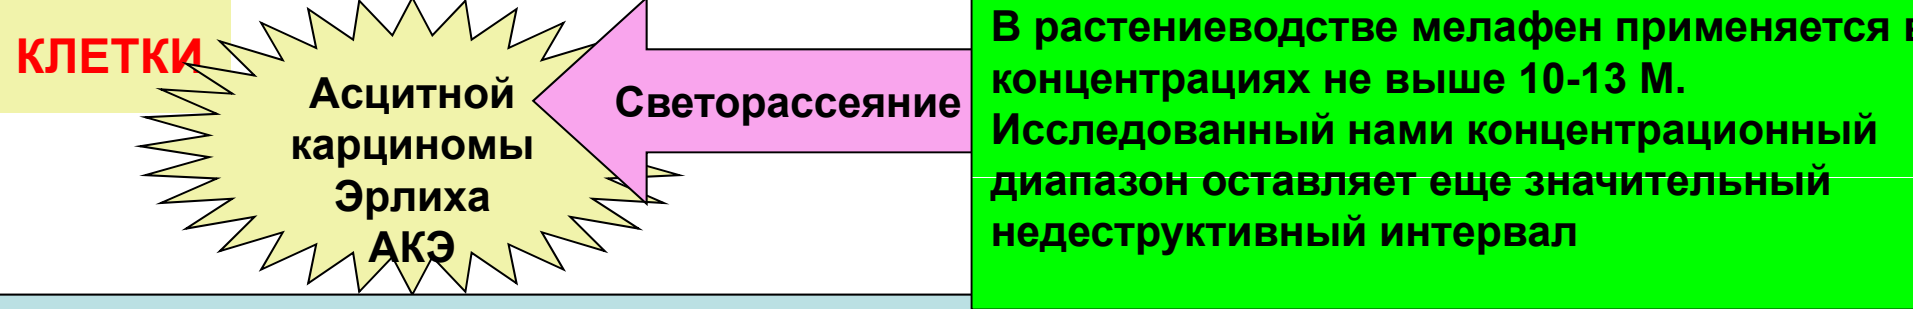 КЛЕТКИ
Асцитной
карциномы
Эрлиха
АКЭ
Светорассеяние
В растениеводстве мелафен применяется в
концентрациях не выше 10-13 М.
Исследованный нами концентрационный
диапазон оставляет еще значительный
недеструктивный интервал